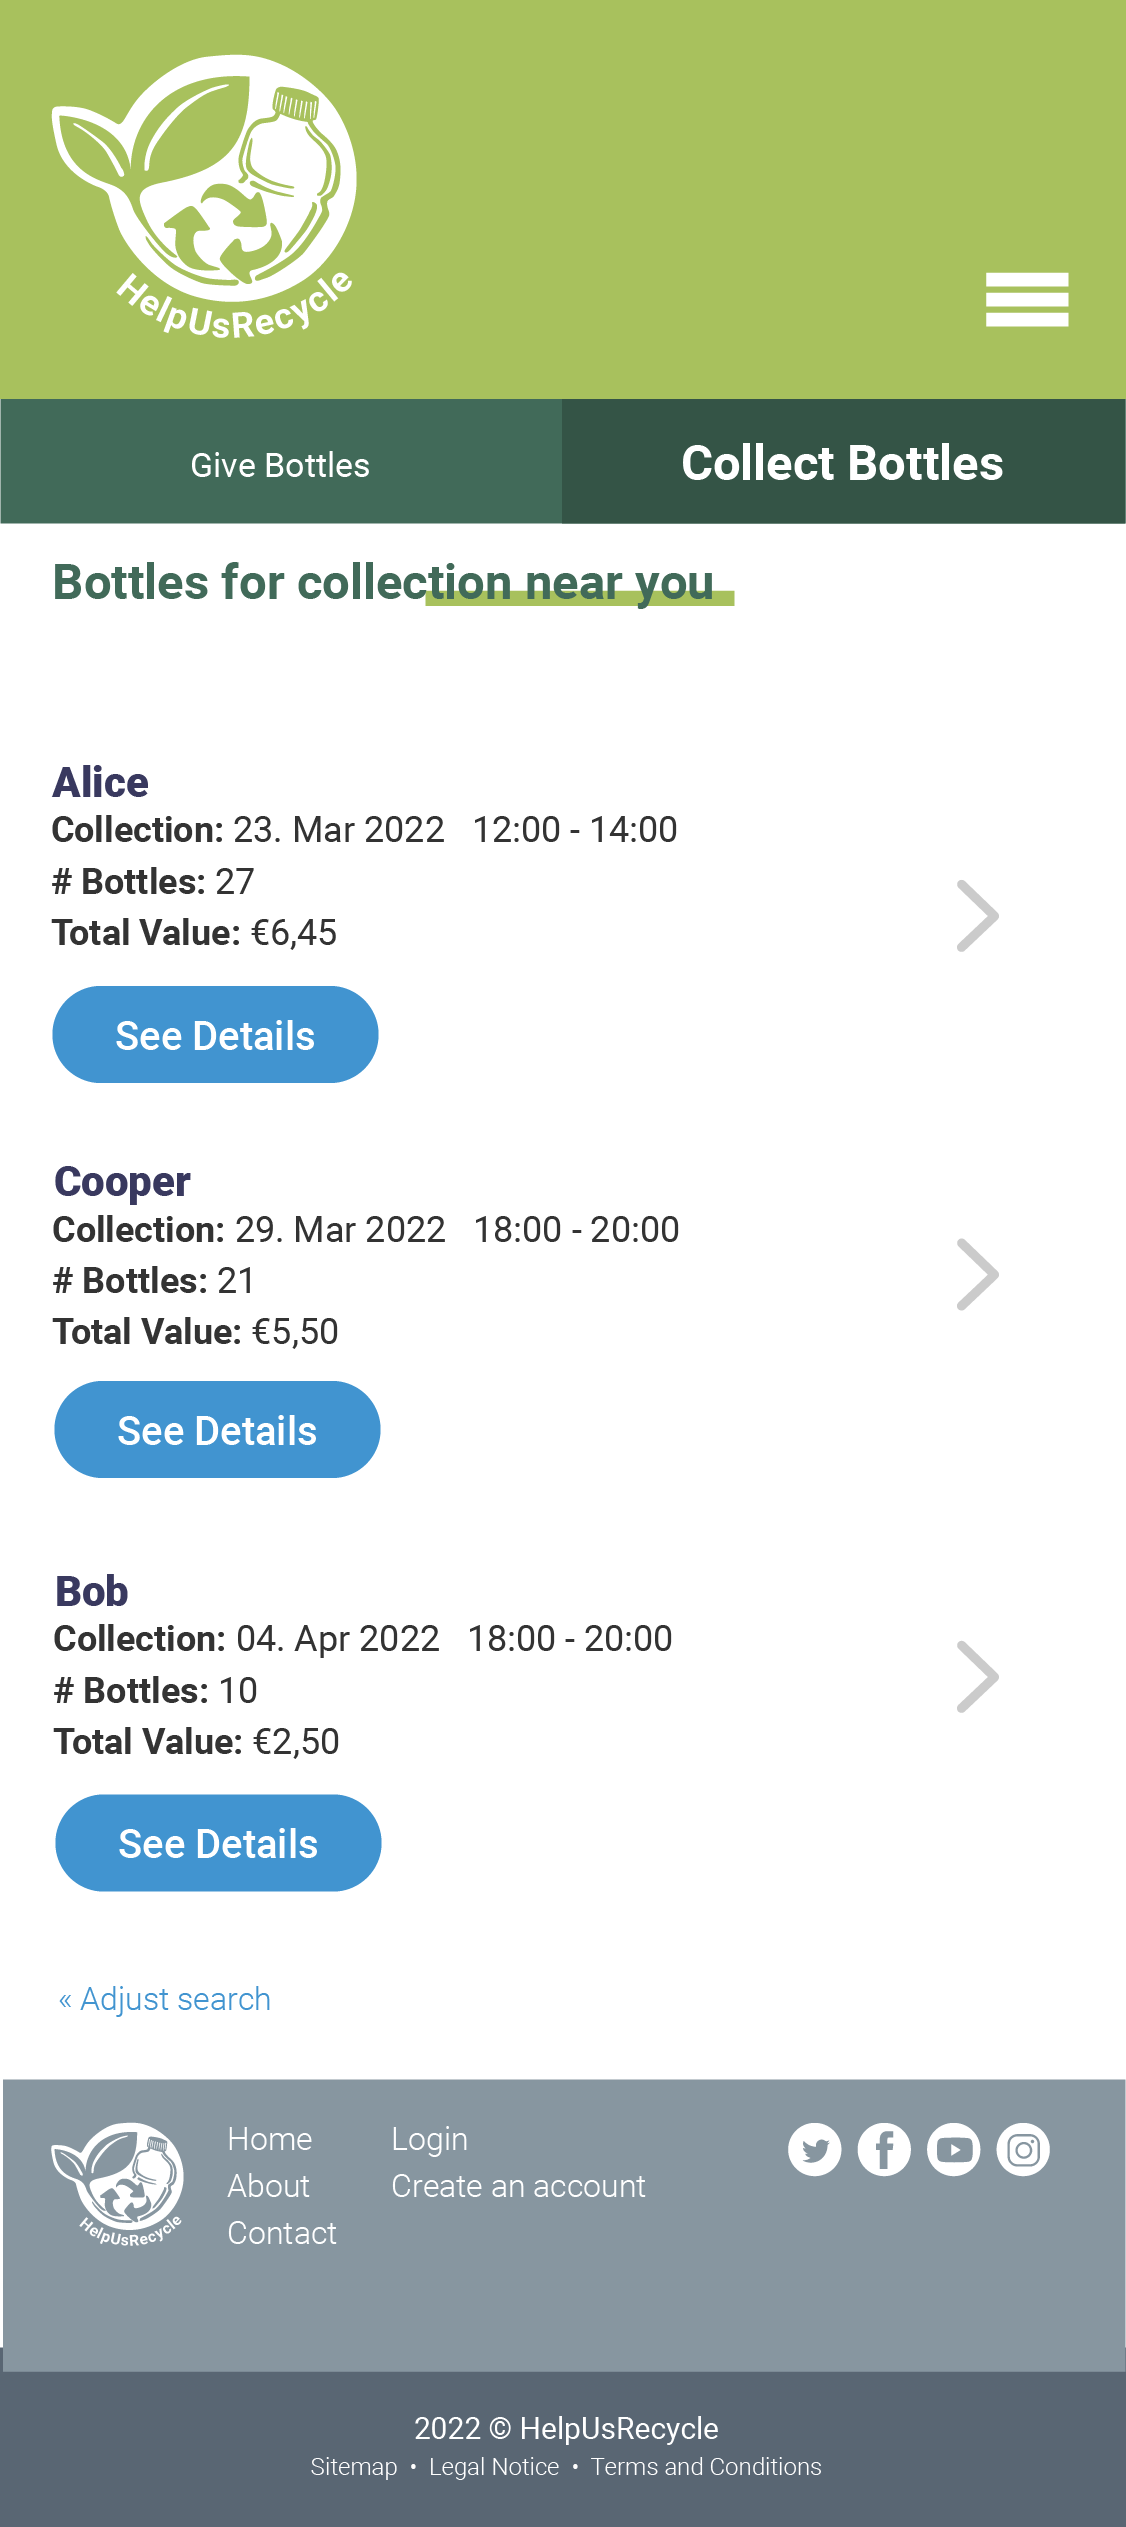 HelpUsRecycle
Give Bottles
Collect Bottles
Bottles for collection near you
Alice
Collection: 23. Mar 2022 12:00 - 14:00
# Bottles: 27
Total Value: €6,45
See Details
Cooper
Collection: 29. Mar 2022 18:00 - 20:00
# Bottles: 21
Total Value: €5,50
See Details
Bob
Collection: 04. Apr 2022 18:00 - 20:00
# Bottles: 10
Total Value: €2,50
See Details
« Adjust search
HelpUsRecycle
Home
About
Contact
Login
Create an account
2022 © HelpUsRecycle
Sitemap • Legal Notice • Terms and Conditions